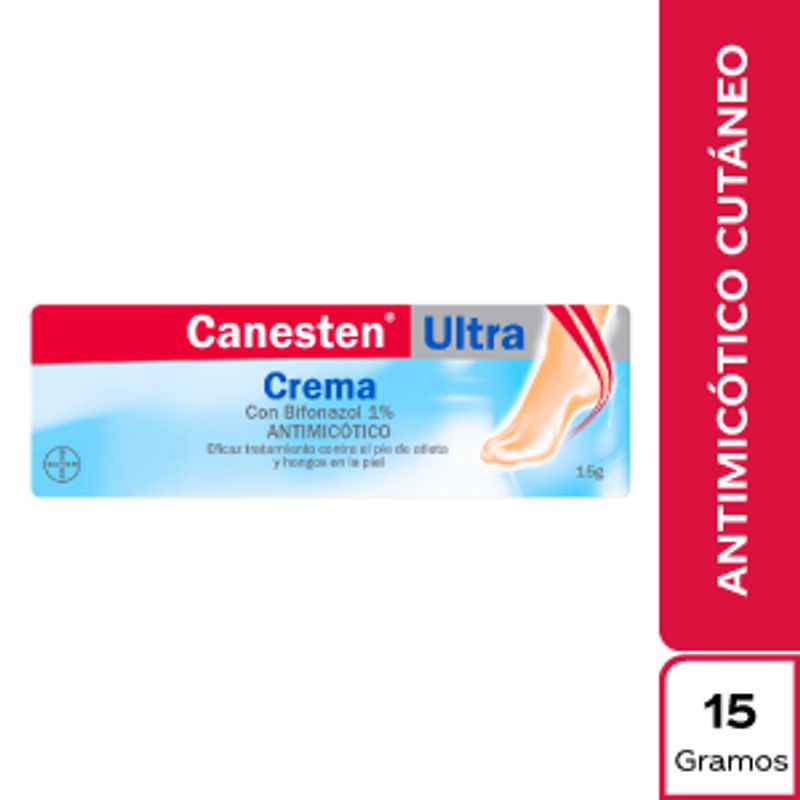 Canesten® Ultra
Crema
Con Bifonazol 1%
ANTIMICÓTICO
Eficaz tratamiento contra el pie de atleta
y hongos en la piel
BAYER
15g
ANTIMICÓTICO CUTÁNEO
15
Gramos